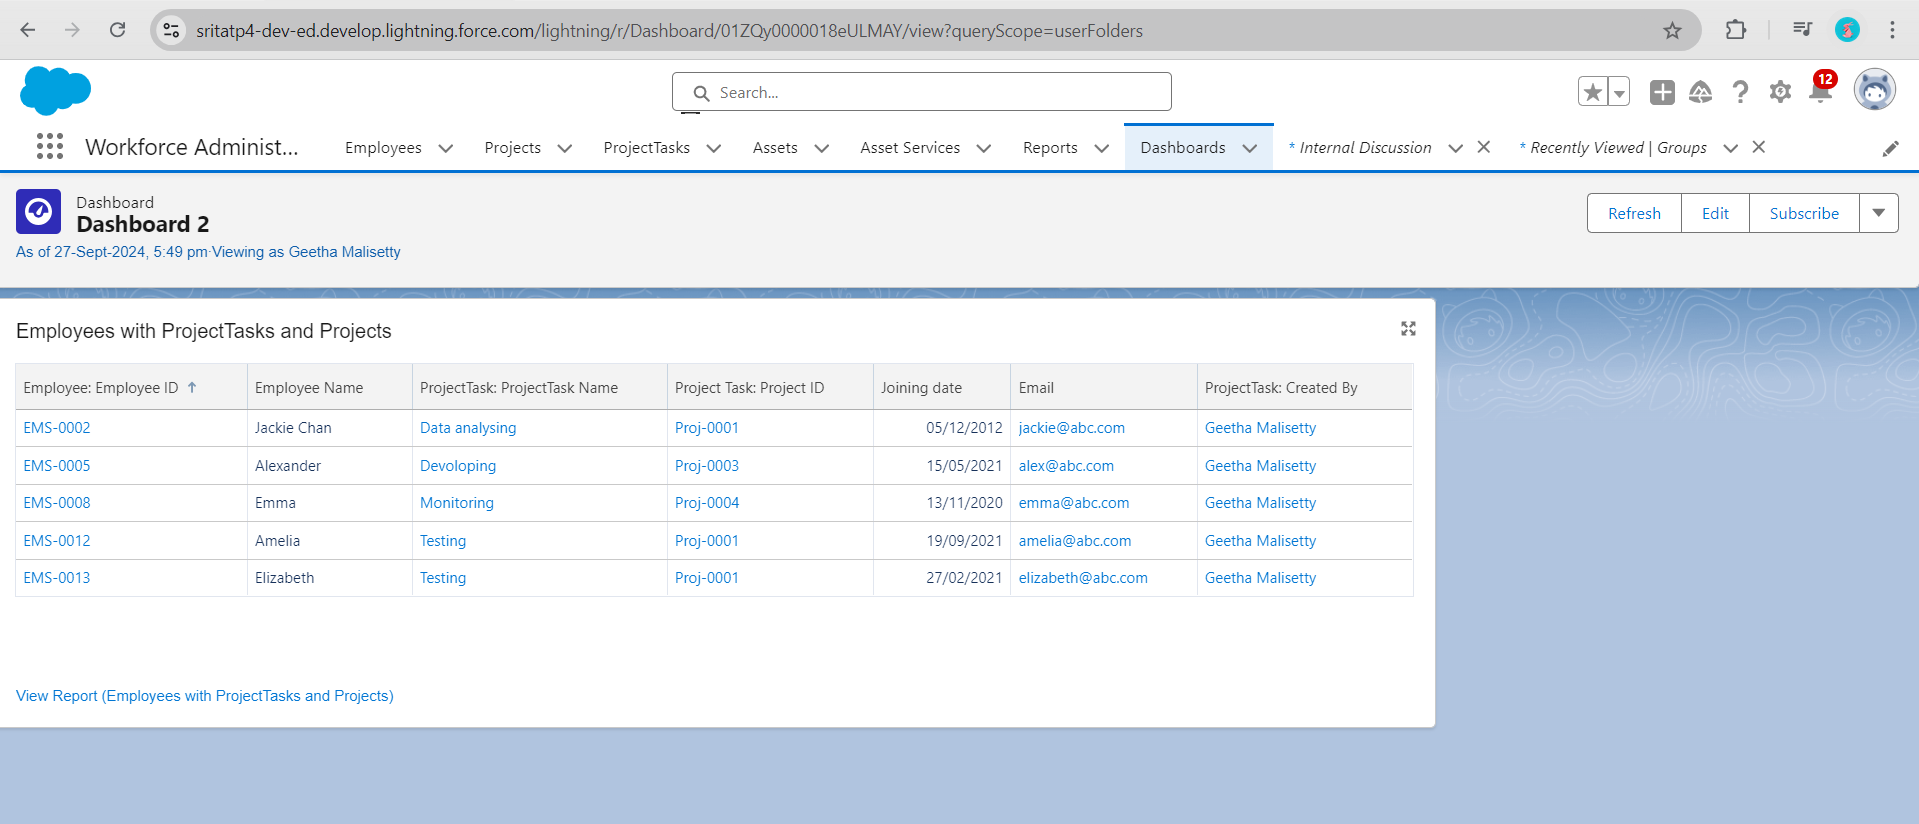 sritatp4-dev-ed.develop.lightning.force.com/lightning/r/Dashboard/01ZQy0000018eULMAY/view?queryScope=userFolders
Search...
12
Workforce Administ... Employees Projects ProjectTasks Assets Asset Services Reports Dashboards * Internal Discussion * Recently Viewed | Groups
Dashboard
Dashboard 2
As of 27-Sept-2024, 5:49 pm·Viewing as Geetha Malisetty
Refresh Edit Subscribe
Employees with ProjectTasks and Projects
Employee: Employee ID ↑ Employee Name ProjectTask: ProjectTask Name Project Task: Project ID Joining date Email ProjectTask: Created By
EMS-0002 Jackie Chan Data analysing Proj-0001 05/12/2012 jackie@abc.com Geetha Malisetty
EMS-0005 Alexander Devoloping Proj-0003 15/05/2021 alex@abc.com Geetha Malisetty
EMS-0008 Emma Monitoring Proj-0004 13/11/2020 emma@abc.com Geetha Malisetty
EMS-0012 Amelia Testing Proj-0001 19/09/2021 amelia@abc.com Geetha Malisetty
EMS-0013 Elizabeth Testing Proj-0001 27/02/2021 elizabeth@abc.com Geetha Malisetty
View Report (Employees with ProjectTasks and Projects)